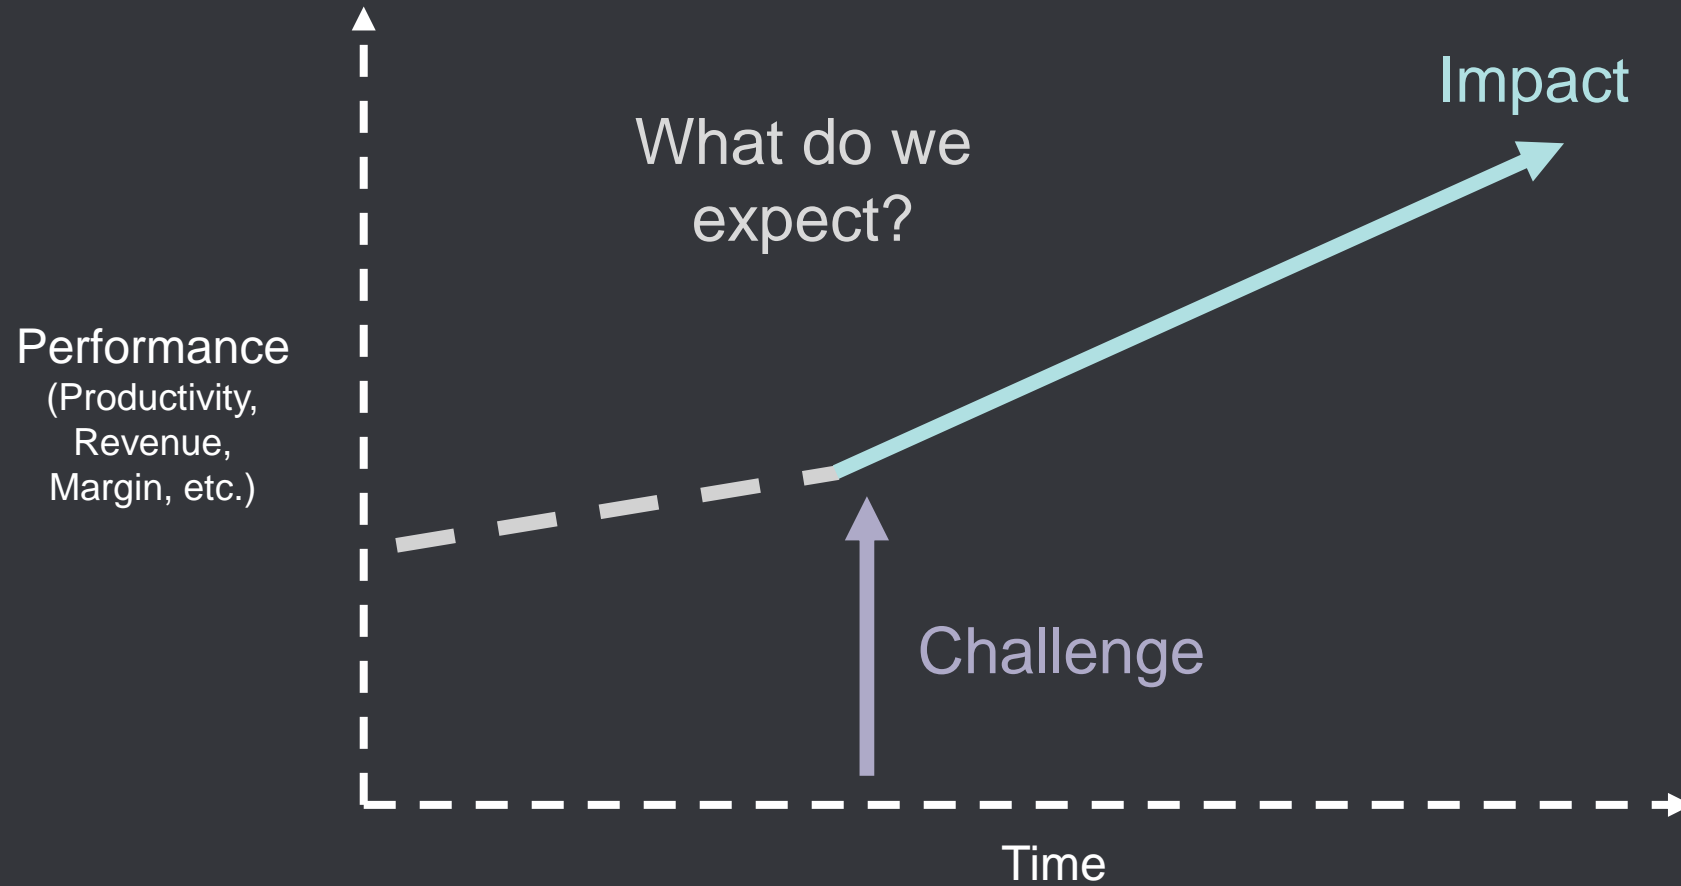 Impact
What do we
expect?
Performance
(Productivity,
Revenue,
Margin, etc.)
Challenge
Time